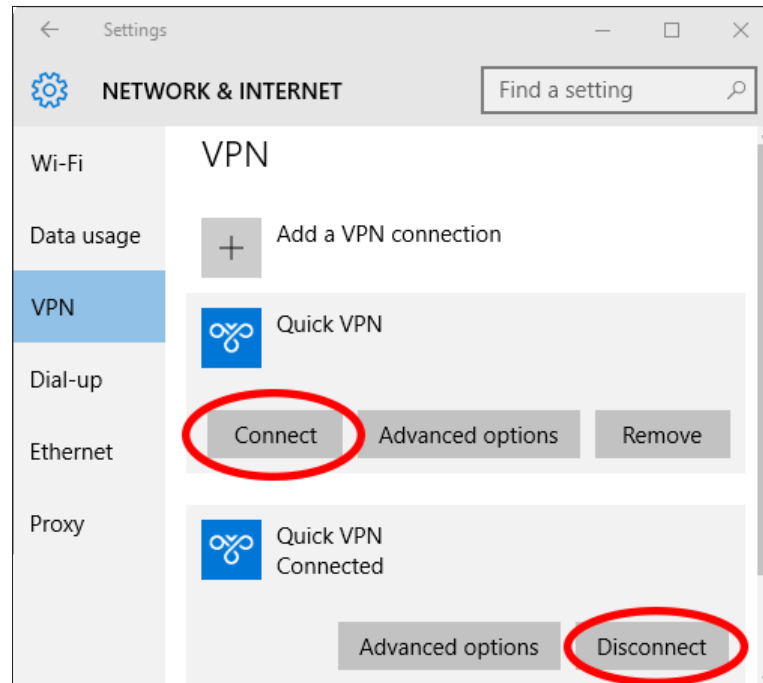 Settings
NETWORK & INTERNET
Find a setting
Wi-Fi
Data usage
VPN
Dial-up
Ethernet
Proxy
VPN
Add a VPN connection
Quick VPN
Connect
Advanced options
Remove
Quick VPN
Connected
Advanced options
Disconnect